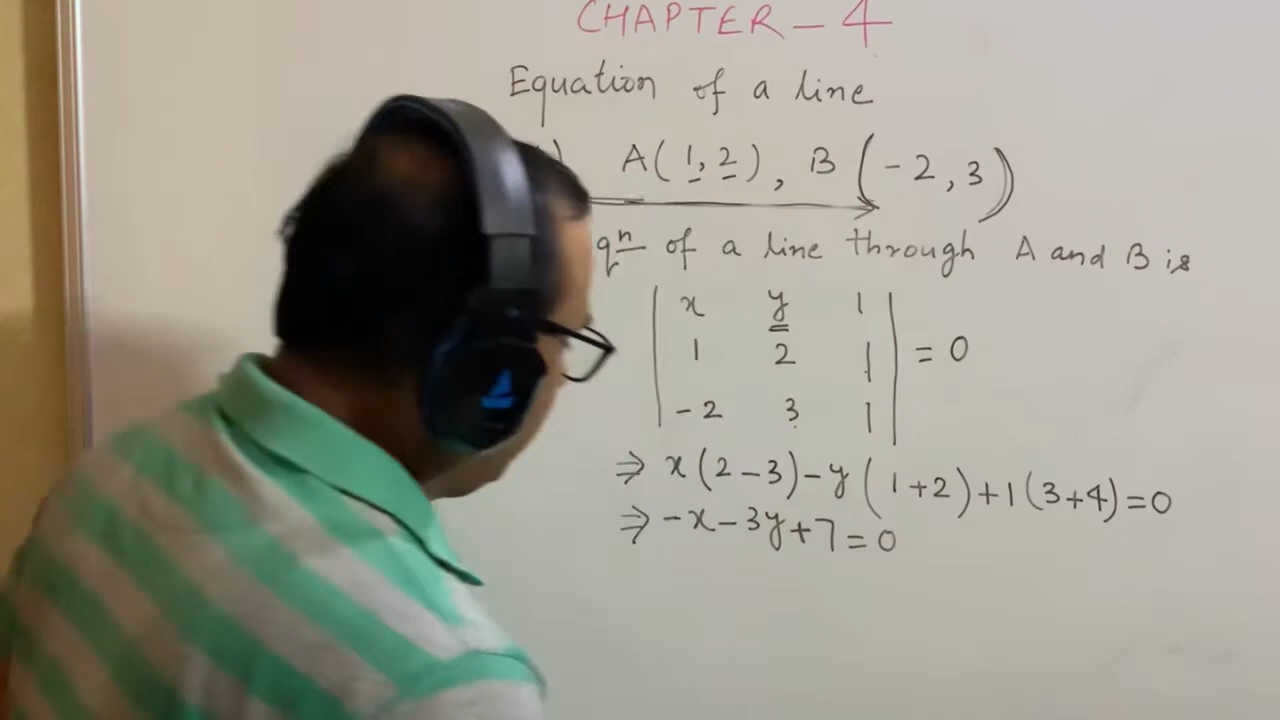 CHAPTER - 4
Equation of a line
) A(1,2), B(-2,3)
qn of a line through A and B is
| x y 1 |
| 1 2 1 | = 0
| -2 3 1 |
⇒ x(2-3)-y(1+2)+1(3+4)=0
⇒ -x-3y+7=0